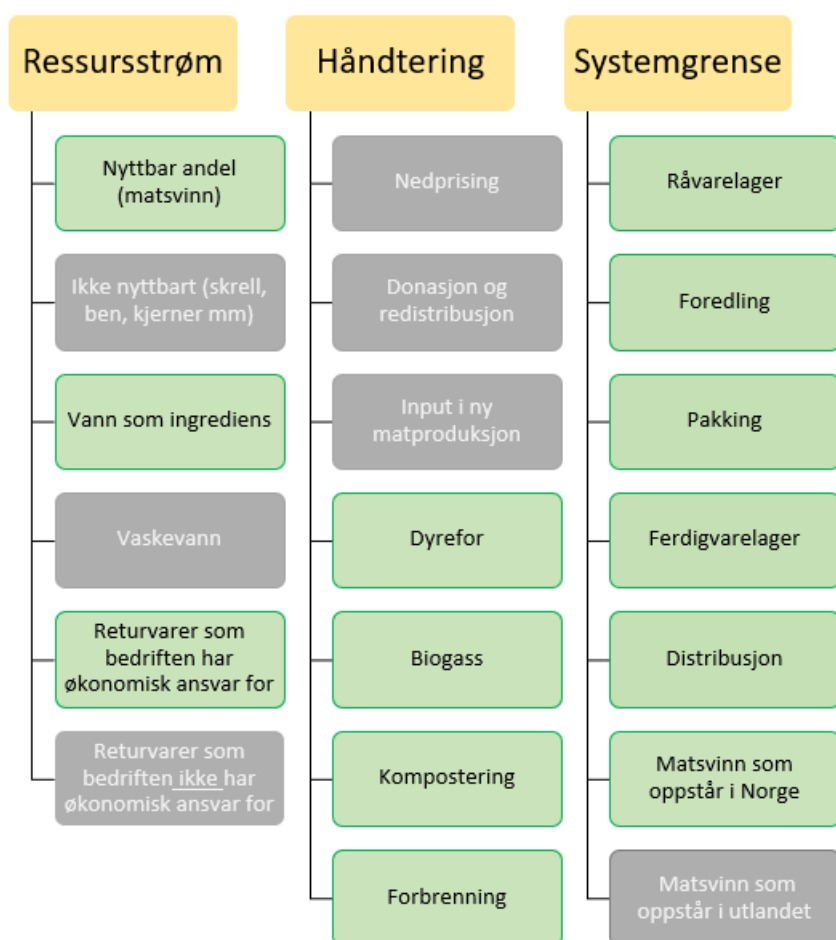 Ressursstrøm
Nyttbar andel
(matsvinn)
Ikke nyttbart (skrell,
ben, kjerner mm)
Vann som ingrediens
Vaskevann
Returvarer som
bedriften har
økonomisk ansvar for
Returvarer som
bedriften ikke har
økonomisk ansvar for
Håndtering
Nedprising
Donasjon og
redistribusjon
Input i ny
matproduksjon
Dyrefor
Biogass
Kompostering
Forbrenning
Systemgrense
Råvarelager
Foredling
Pakking
Ferdigvarelager
Distribusjon
Matsvinn som
oppstår i Norge
Matsvinn som
oppstår i utlandet